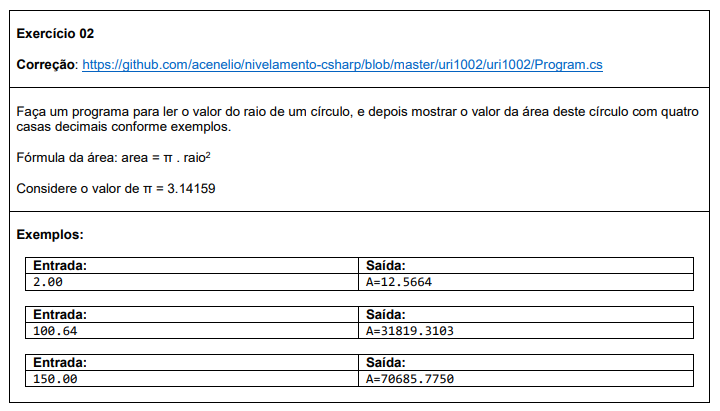 Exercício 02
Correção: https://github.com/acenelio/nivelamento-csharp/blob/master/uri1002/uri1002/Program.cs
Faça um programa para ler o valor do raio de um círculo, e depois mostrar o valor da área deste círculo com quatro
casas decimais conforme exemplos.
Fórmula da área: area = π . raio²
Considere o valor de π = 3.14159
Exemplos:
Entrada: Saída:
2.00 A=12.5664
Entrada: Saída:
100.64 A=31819.3103
Entrada: Saída:
150.00 A=70685.7750